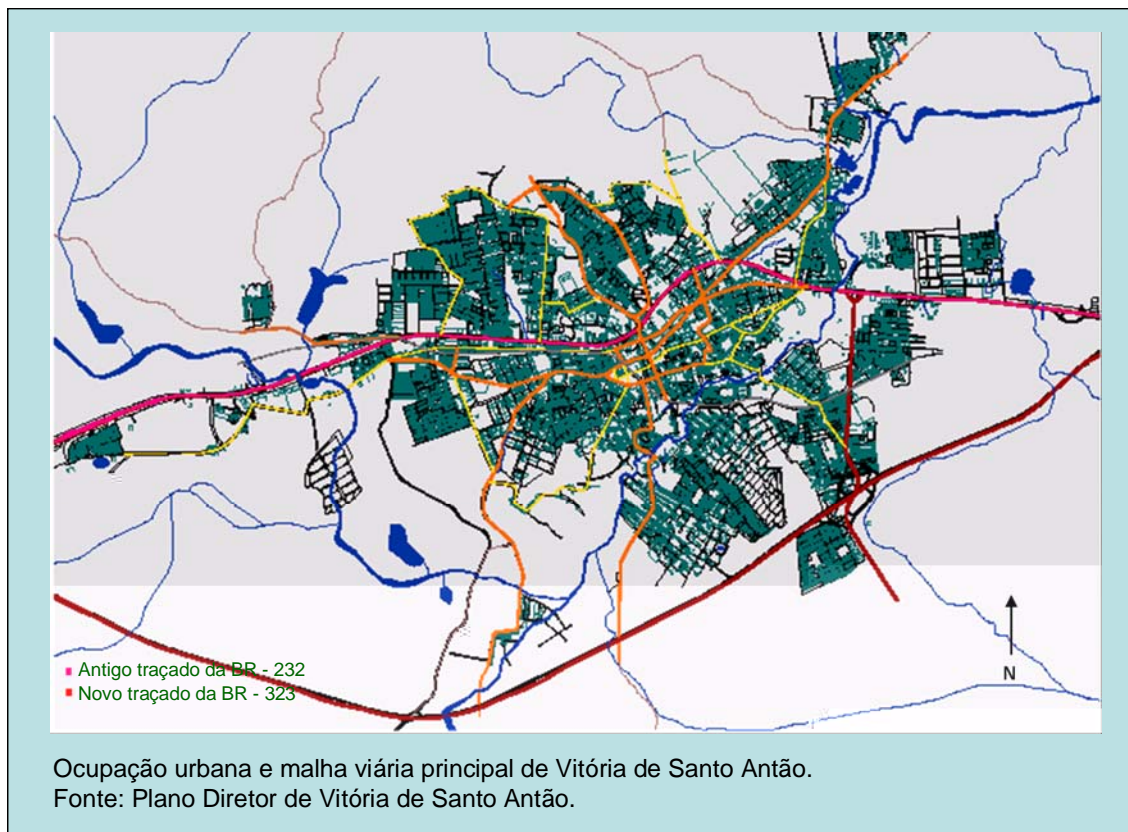 N
Antigo traçado da BR - 232
Novo traçado da BR - 323
Ocupação urbana e malha viária principal de Vitória de Santo Antão.
Fonte: Plano Diretor de Vitória de Santo Antão.